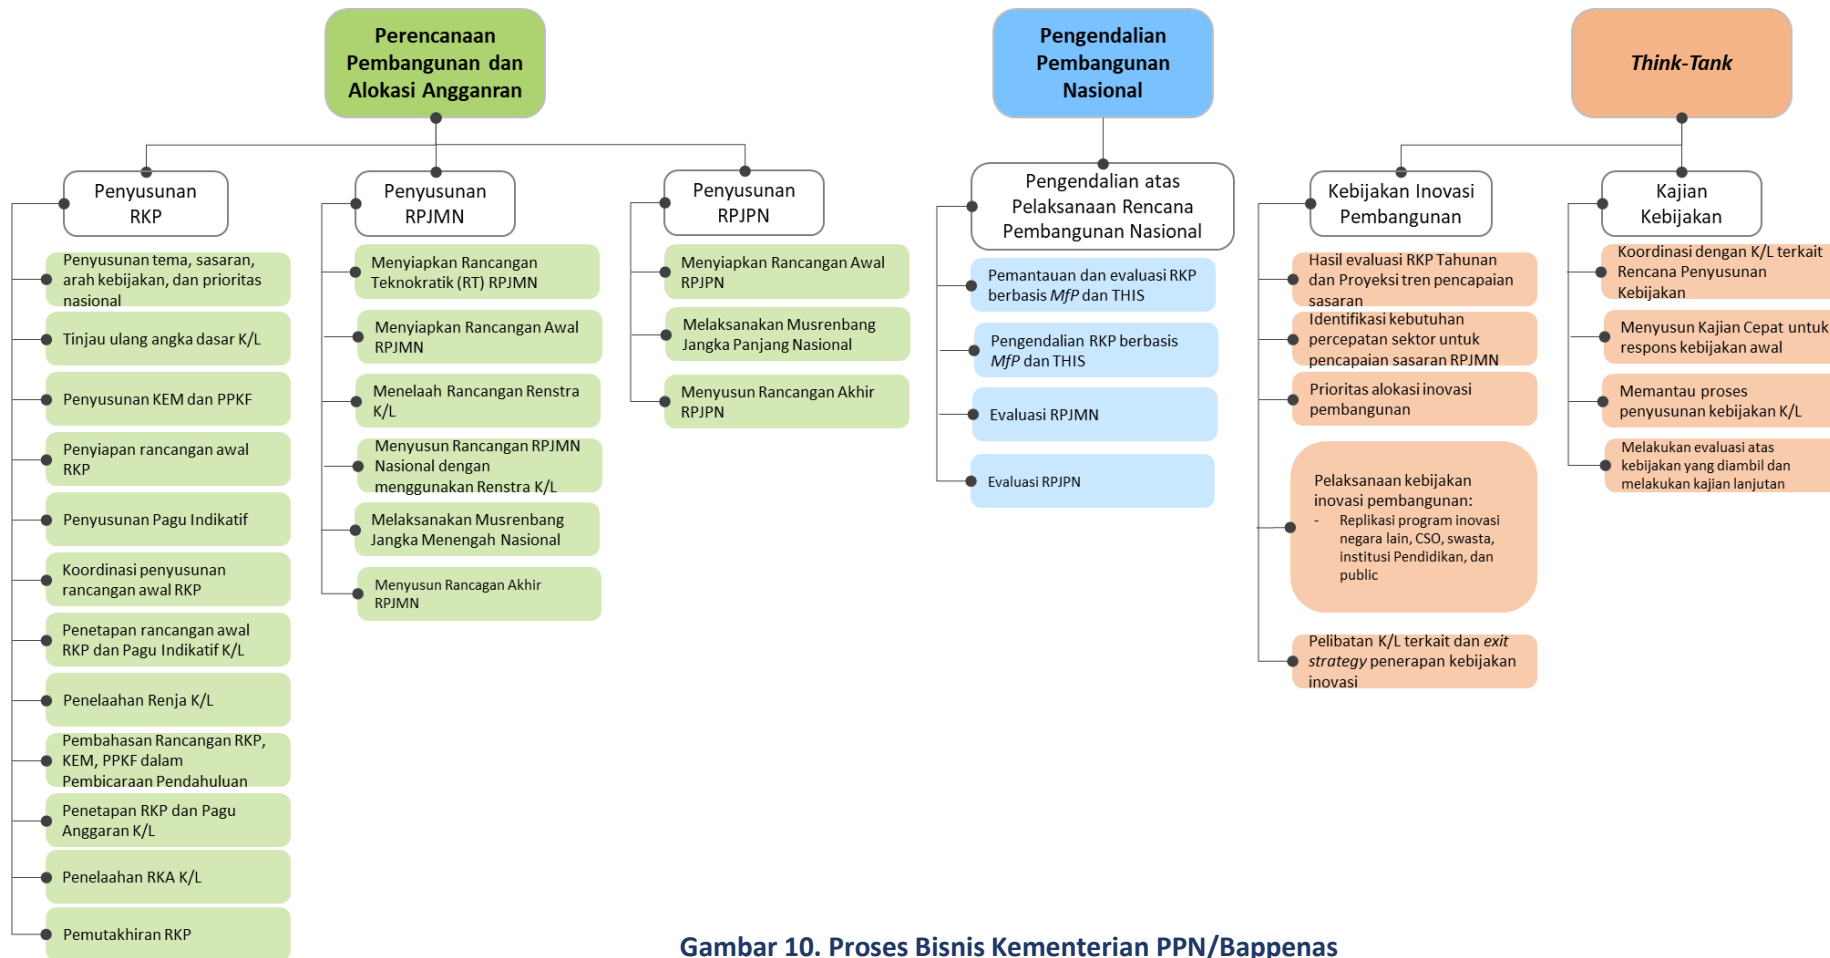 Perencanaan
Pembangunan dan
Alokasi Angganran
Penyusunan
RKP
Penyusunan tema, sasaran,
arah kebijakan, dan prioritas
nasional
Tinjau ulang angka dasar K/L
Penyusunan KEM dan PPKF
Penyiapan rancangan awal
RKP
Penyusunan Pagu Indikatif
Koordinasi penyusunan
rancangan awal RKP
Penetapan rancangan awal
RKP dan Pagu Indikatif K/L
Penelaahan Renja K/L
Pembahasan Rancangan RKP,
KEM, PPKF dalam
Pembicaraan Pendahuluan
Penetapan RKP dan Pagu
Anggaran K/L
Penelaahan RKA K/L
Pemutakhiran RKP
Penyusunan
RPJMN
Menyiapkan Rancangan
Teknokratik (RT) RPJMN
Menyiapkan Rancangan Awal
RPJMN
Menelaah Rancangan Renstra
K/L
Menyusun Rancangan RPJMN
Nasional dengan
menggunakan Renstra K/L
Melaksanakan Musrenbang
Jangka Menengah Nasional
Menyusun Rancagan Akhir
RPJMN
Penyusunan
RPJPN
Menyiapkan Rancangan Awal
RPJPN
Melaksanakan Musrenbang
Jangka Panjang Nasional
Menyusun Rancangan Akhir
RPJPN
Pengendalian
Pembangunan
Nasional
Pengendalian atas
Pelaksanaan Rencana
Pembangunan Nasional
Pemantauan dan evaluasi RKP
berbasis MfP dan THIS
Pengendalian RKP berbasis
MfP dan THIS
Evaluasi RPJMN
Evaluasi RPJPN
Think-Tank
Kebijakan Inovasi
Pembangunan
Hasil evaluasi RKP Tahunan
dan Proyeksi tren pencapaian
sasaran
Identifikasi kebutuhan
percepatan sektor untuk
pencapaian sasaran RPJMN
Prioritas alokasi inovasi
pembangunan
Pelaksanaan kebijakan
inovasi pembangunan:
- Replikasi program inovasi
negara lain, CSO, swasta,
institusi Pendidikan, dan
public
Pelibatan K/L terkait dan exit
strategy penerapan kebijakan
inovasi
Kajian
Kebijakan
Koordinasi dengan K/L terkait
Rencana Penyusunan
Kebijakan
Menyusun Kajian Cepat untuk
respons kebijakan awal
Memantau proses
penyusunan kebijakan K/L
Melakukan evaluasi atas
kebijakan yang diambil dan
melakukan kajian lanjutan
Gambar 10. Proses Bisnis Kementerian PPN/Bappenas